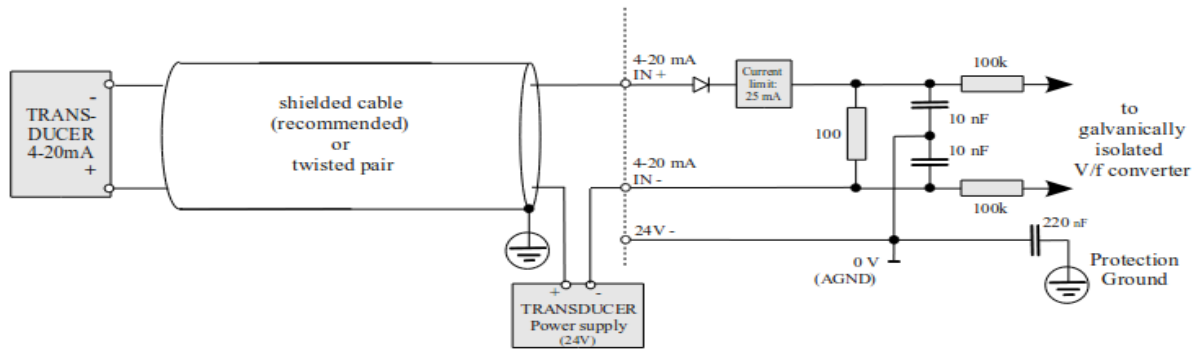 -
TRANS-
DUCER
4-20mA
+
shielded cable
(recommended)
or
twisted pair
+ -
TRANSDUCER
Power supply
(24V)
4-20 mA
IN +
4-20 mA
IN -
24V -
Current
limit:
25 mA
100
10 nF
10 nF
100k
100k
to
galvanically
isolated
V/f converter
0 V
(AGND)
220 nF
Protection
Ground